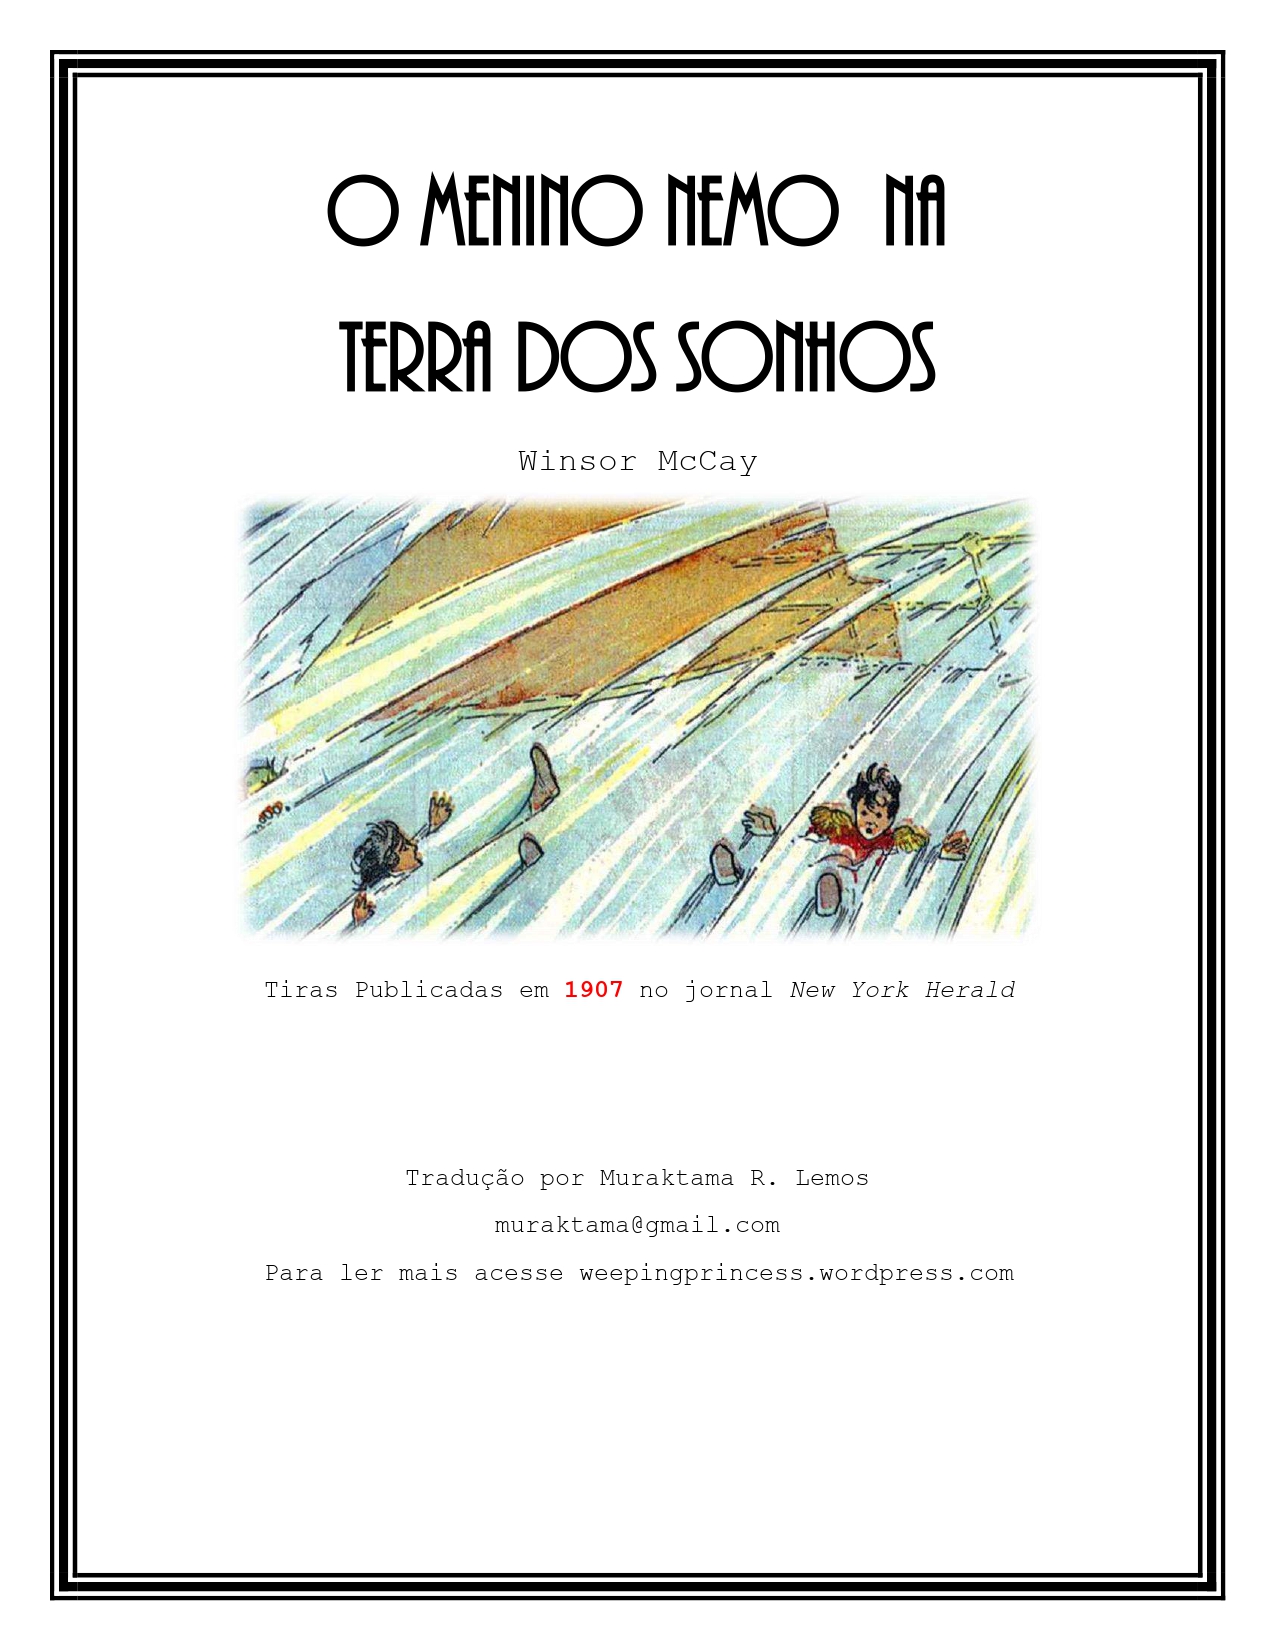 O MENINO NEMO NA
TERRA DOS SONHOS
Winsor McCay
Tiras Publicadas em 1907 no jornal New York Herald
Tradução por Muraktama R. Lemos
muraktama@gmail.com
Para ler mais acesse weepingprincess.wordpress.com